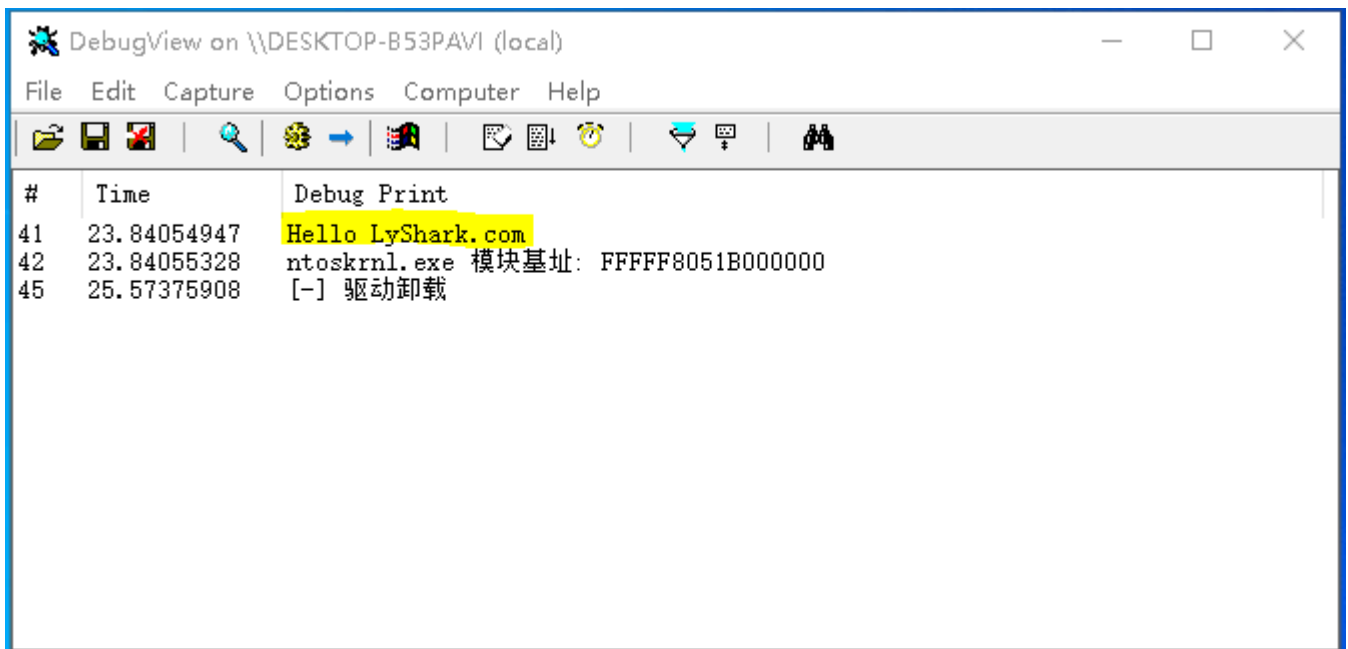 DebugView on \\DESKTOP-B53PAVI (local)
File Edit Capture Options Computer Help
# Time Debug Print
41 23.84054947 Hello LyShark.com
42 23.84055328 ntoskrnl.exe 模块基址: FFFFF8051B000000
45 25.57375908 [-] 驱动卸载